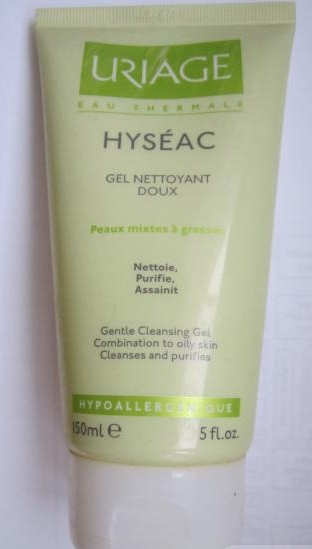 URIAGE
EAU THERMALE
HYSÉAC
GEL NETTOYANT
DOUX
Peaux mixtes à grasses
Nettoie,
Purifie,
Assainit
Gentle Cleansing Gel
Combination to oily skin
Cleanses and purifies
HYPOALLERGÉNIQUE
150ml e
5 fl.oz.